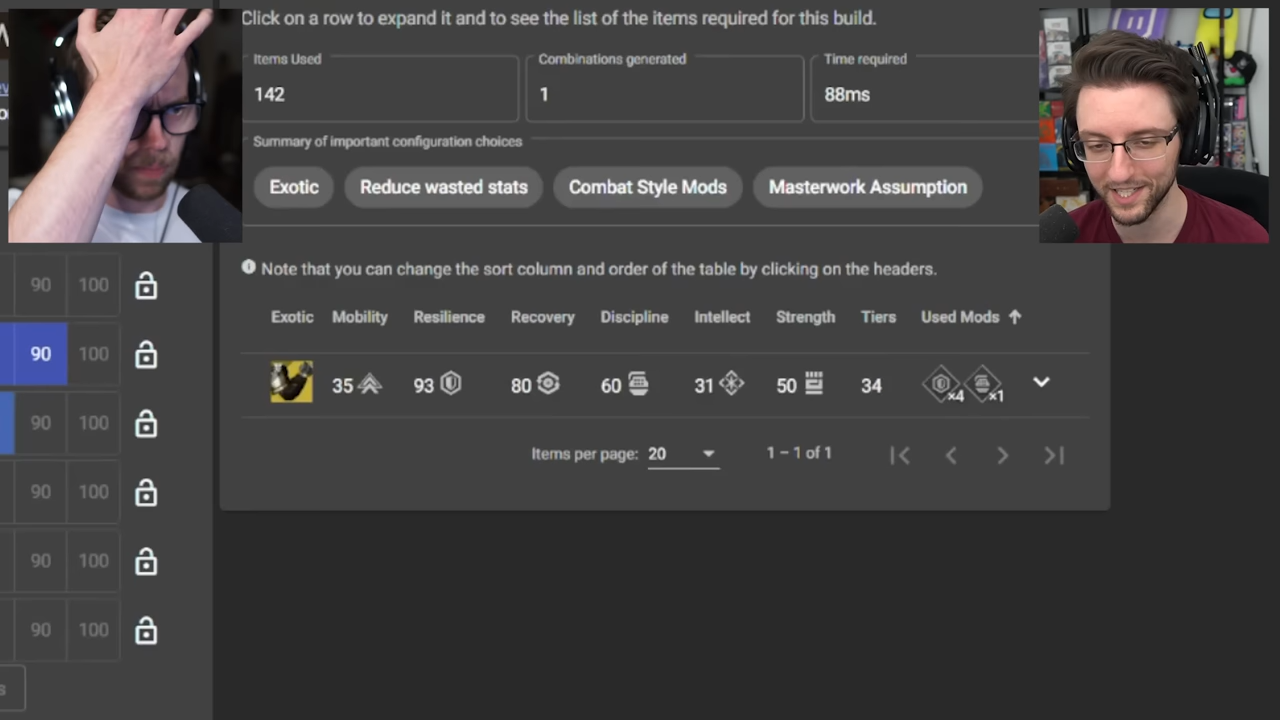 Click on a row to expand it and to see the list of the items required for this build.
Items Used
Combinations generated
Time required
142
1
88ms
Summary of important configuration choices
Exotic
Reduce wasted stats
Combat Style Mods
Masterwork Assumption
Note that you can change the sort column and order of the table by clicking on the headers.
Exotic Mobility Resilience Recovery Discipline Intellect Strength Tiers Used Mods
35 93 80 60 31 50 34 x4 x1
Items per page: 20 1 – 1 of 1
90 100
90 100
90 100
90 100
90 100
90 100
s